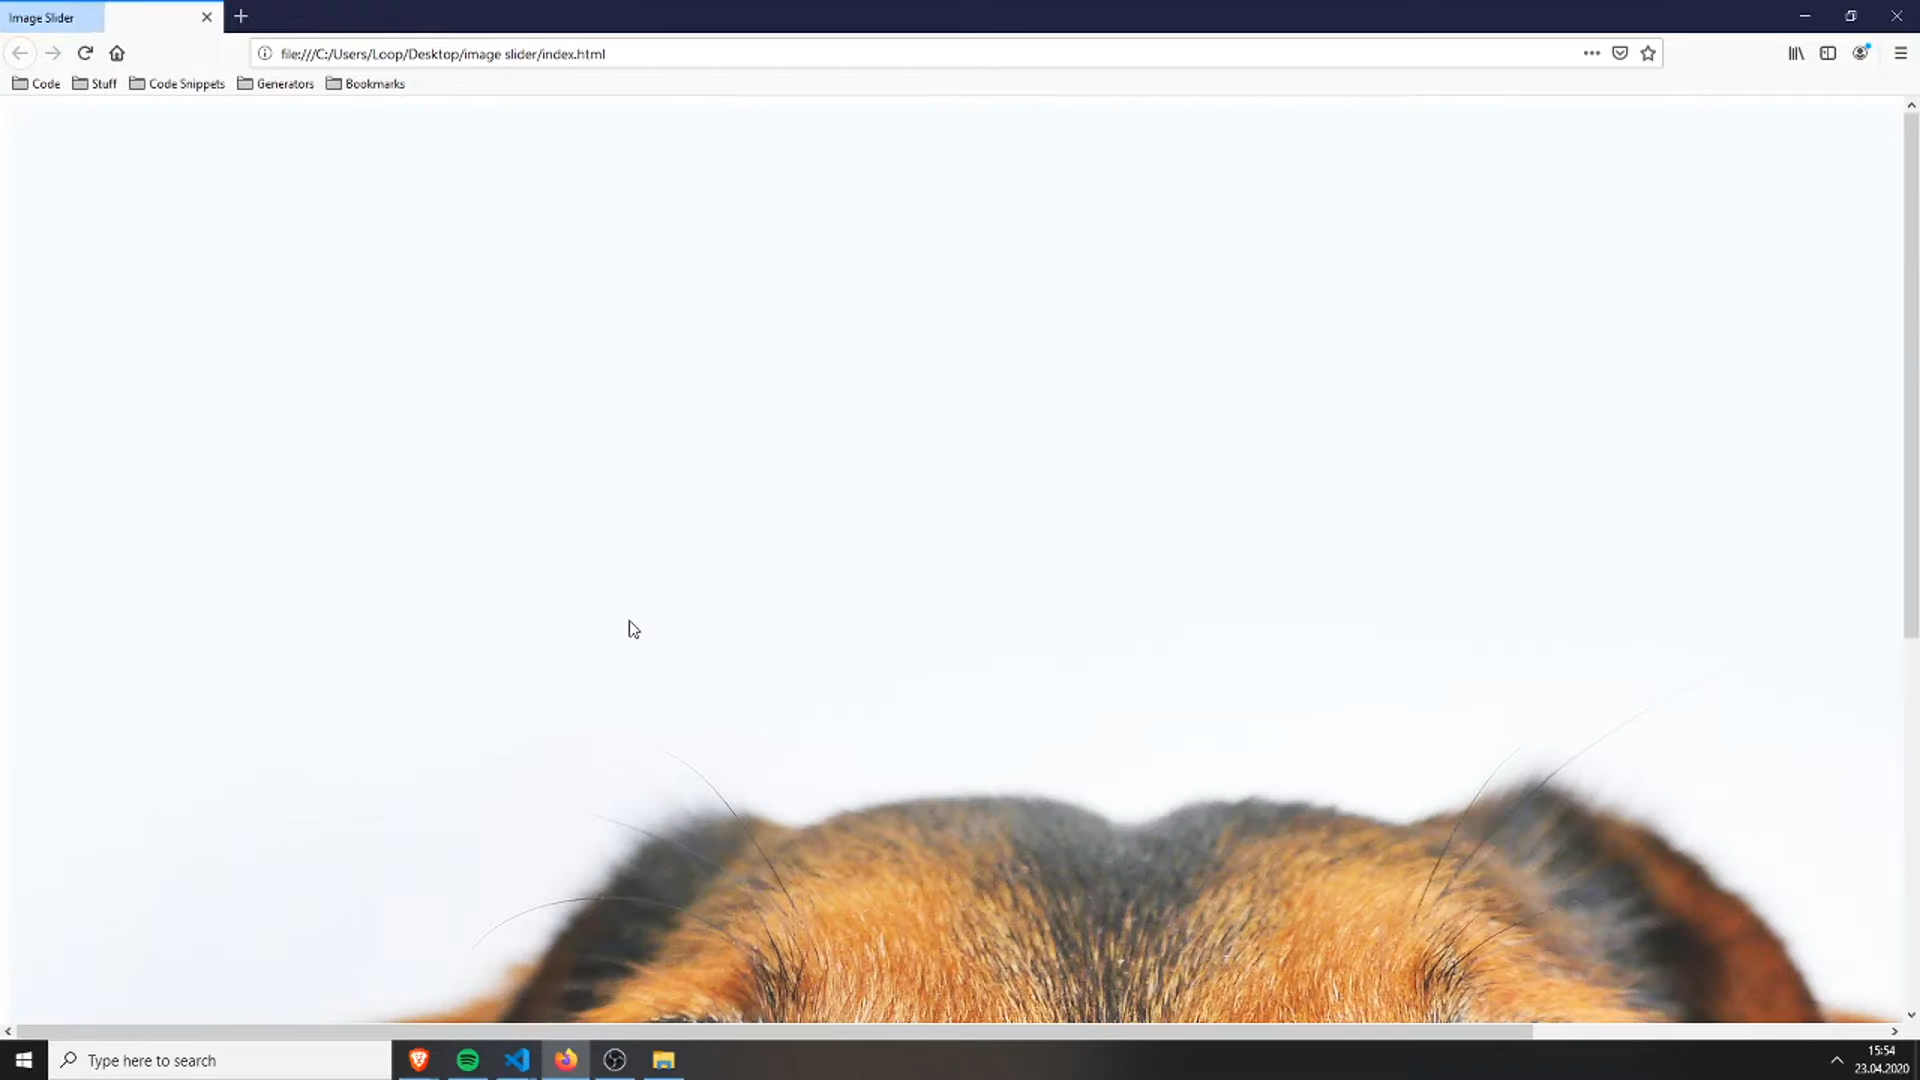 Image Slider
file:///C:/Users/Loop/Desktop/image slider/index.html
Code Stuff Code Snippets Generators Bookmarks
Type here to search
15:54
23.04.2020